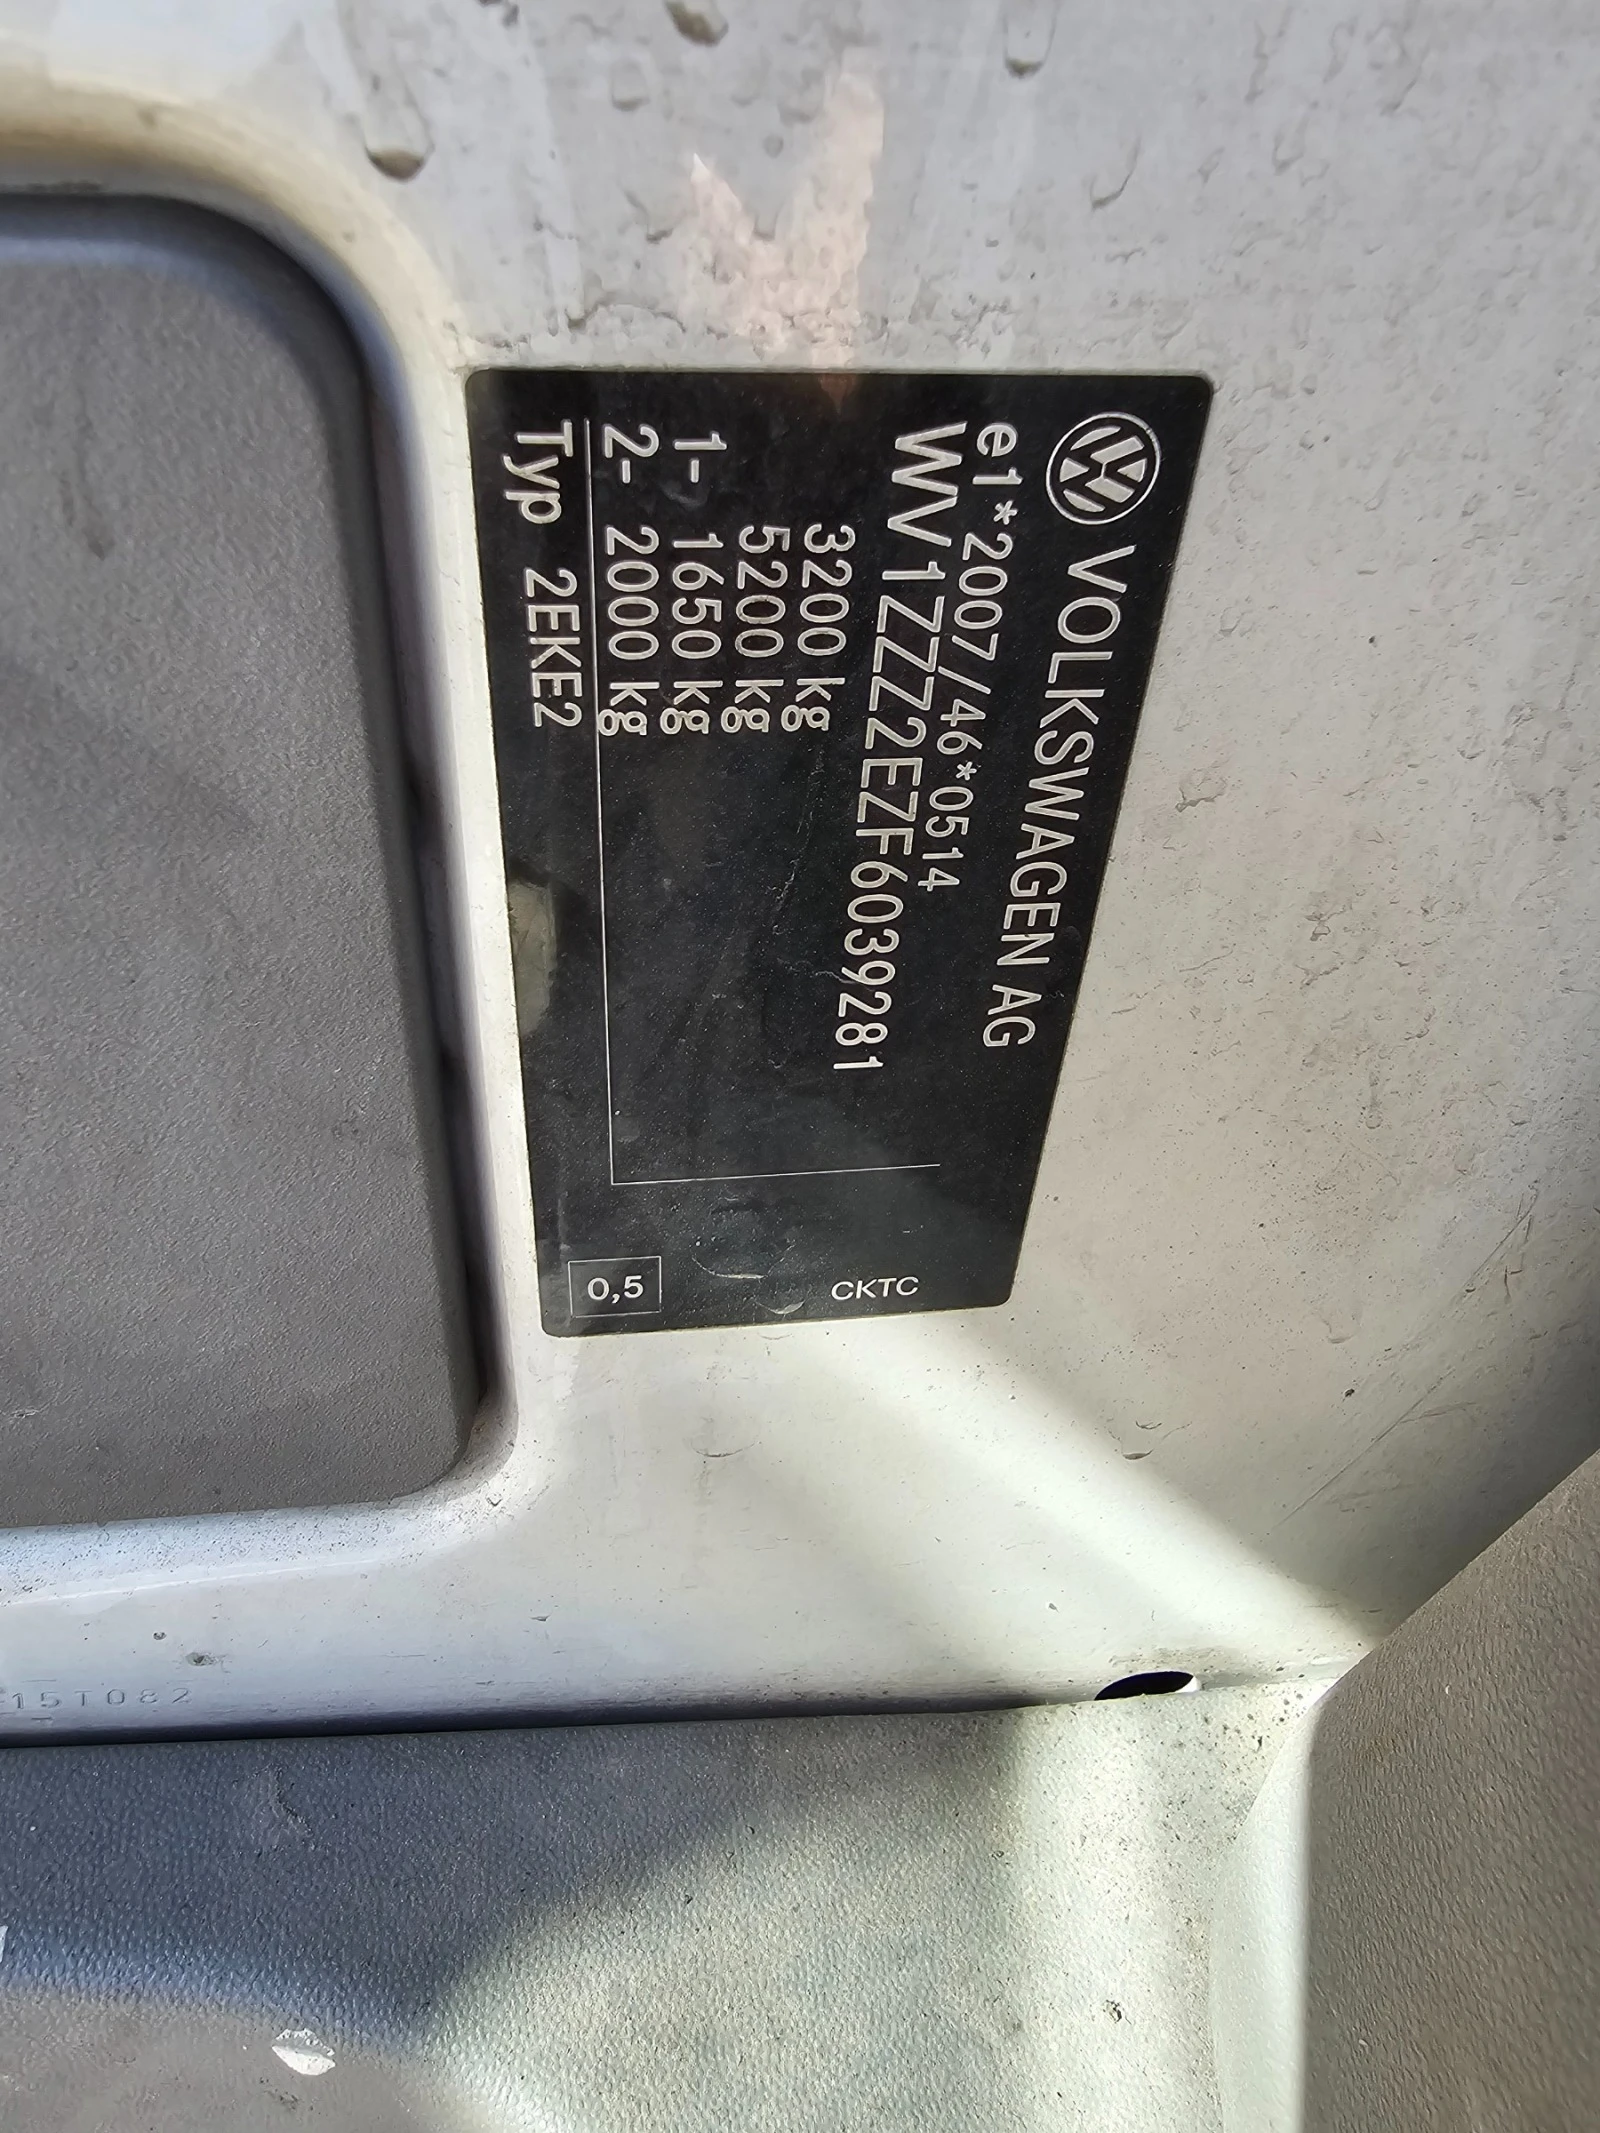 VOLKSWAGEN AG
e1*2007/46*0514
WV1ZZZ2EZF6039281
3200 kg
5200 kg
1- 1650 kg
2- 2000 kg
Typ 2EKE2
CKTC
0,5
15T082